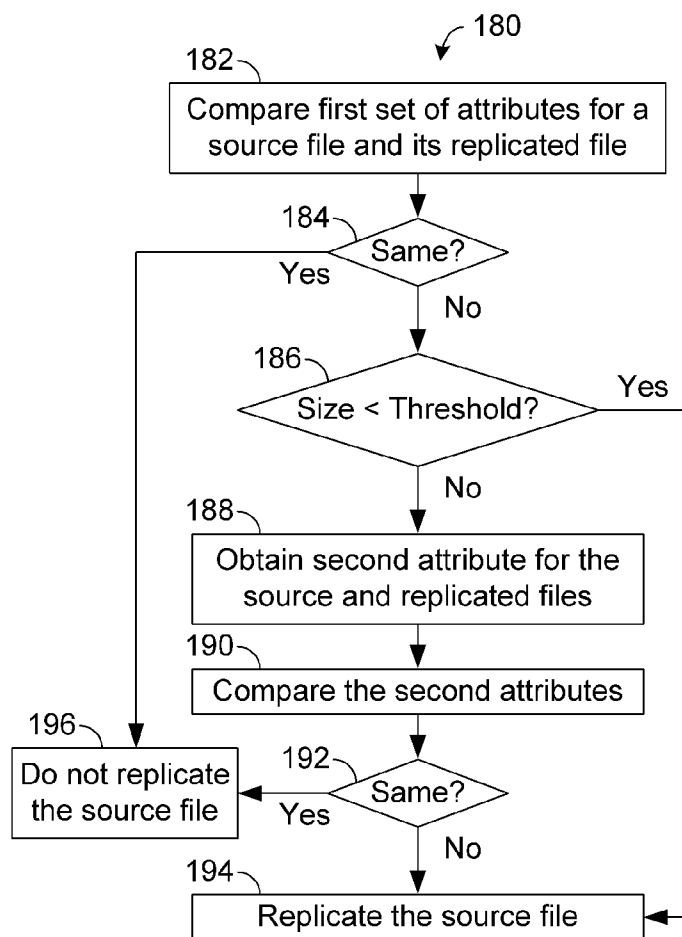 180
182
Compare first set of attributes for a
source file and its replicated file
184
Same?
Yes
No
186
Size < Threshold?
Yes
No
188
Obtain second attribute for the
source and replicated files
190
Compare the second attributes
196
Do not replicate
the source file
192
Same?
Yes
No
194
Replicate the source file